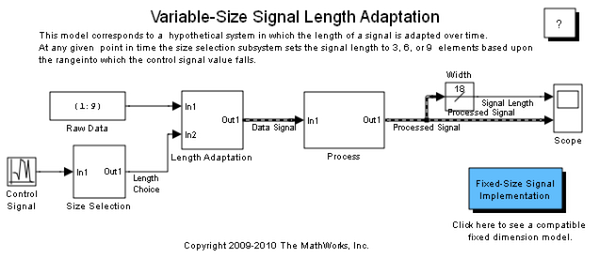 Variable-Size Signal Length Adaptation
?
This model corresponds to a hypothetical system in which the length of a signal is adapted over time.
At any given point in time the size selection subsystem sets the signal length to 3, 6, or 9 elements based upon
the rangeinto which the control signal value falls.
Width
18
Signal Length
Processed Signal
(1:9)
Raw Data
In1
In2
Out1
Length Adaptation
Data Signal
In1
Out1
Process
Processed Signal
Scope
Control
Signal
In1
Out1
Size Selection
Length
Choice
Fixed-Size Signal
Implementation
Click here to see a compatible
fixed dimension model.
Copyright 2009-2010 The MathWorks, Inc.